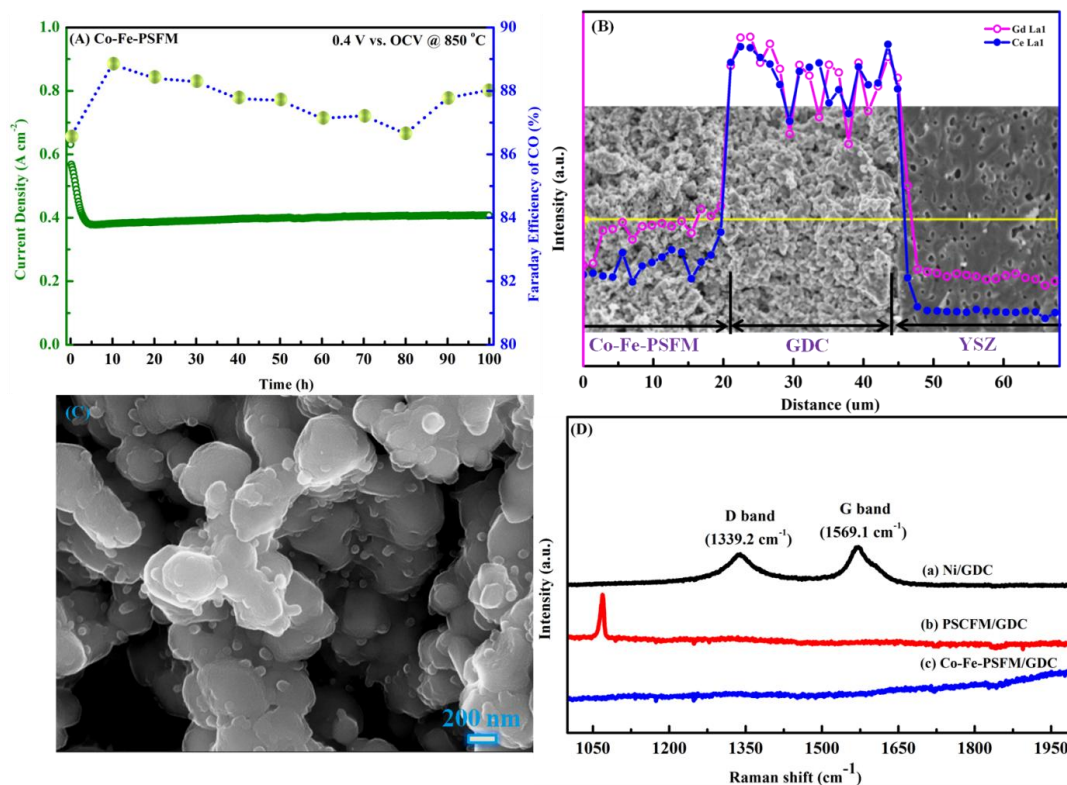 (A) Co-Fe-PSFM
0.4 V vs. OCV @ 850 °C
Current Density (A cm⁻²)
1.0
0.8
0.6
0.4
0.2
0.0
90
88
86
84
82
80
Faraday Efficiency of CO (%)
0 10 20 30 40 50 60 70 80 90 100
Time (h)
(B)
Gd La1
Ce La1
Intensity (a.u.)
Co-Fe-PSFM GDC YSZ
0 10 20 30 40 50 60
Distance (um)
(C)
200 nm
(D)
D band
(1339.2 cm⁻¹)
G band
(1569.1 cm⁻¹)
(a) Ni/GDC
(b) PSCFM/GDC
(c) Co-Fe-PSFM/GDC
Intensity (a.u.)
1050 1200 1350 1500 1650 1800 1950
Raman shift (cm⁻¹)